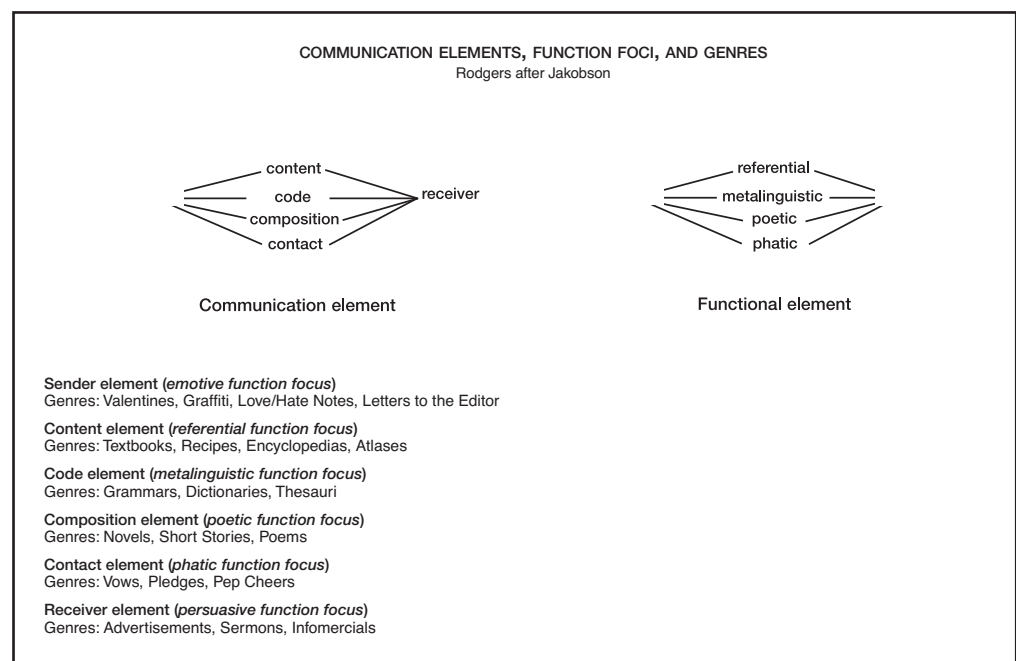 COMMUNICATION ELEMENTS, FUNCTION FOCI, AND GENRES
Rodgers after Jakobson
content
code
composition
contact
receiver
Communication element
referential
metalinguistic
poetic
phatic
Functional element
Sender element (emotive function focus)
Genres: Valentines, Graffiti, Love/Hate Notes, Letters to the Editor
Content element (referential function focus)
Genres: Textbooks, Recipes, Encyclopedias, Atlases
Code element (metalinguistic function focus)
Genres: Grammars, Dictionaries, Thesauri
Composition element (poetic function focus)
Genres: Novels, Short Stories, Poems
Contact element (phatic function focus)
Genres: Vows, Pledges, Pep Cheers
Receiver element (persuasive function focus)
Genres: Advertisements, Sermons, Infomercials